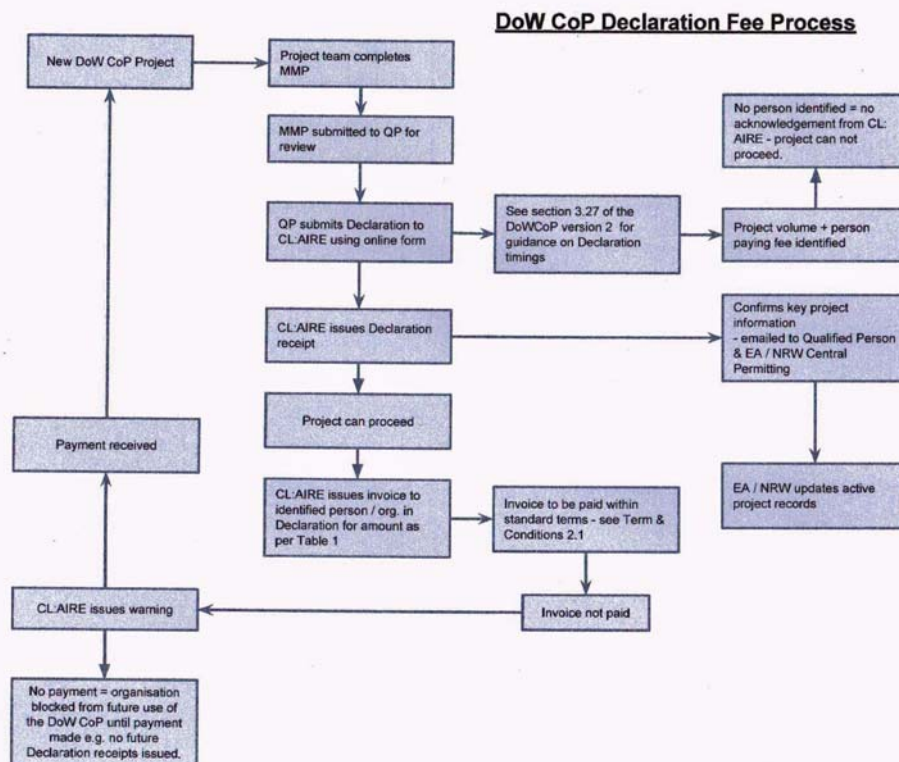 DoW CoP Declaration Fee Process
New DoW CoP Project
Project team completes
MMP
MMP submitted to QP for
review
QP submits Declaration to
CL:AIRE using online form
See section 3.27 of the
DoWCoP version 2 for
guidance on Declaration
timings
Project volume + person
paying fee identified
No person identified = no
acknowledgement from CL:
AIRE - project can not
proceed.
CL:AIRE issues Declaration
receipt
Confirms key project
information
- emailed to Qualified Person
& EA / NRW Central
Permitting
EA / NRW updates active
project records
Project can proceed
CL:AIRE issues invoice to
identified person / org. in
Declaration for amount as
per Table 1
Invoice to be paid within
standard terms - see Term &
Conditions 2.1
Invoice not paid
CL:AIRE issues warning
Payment received
No payment = organisation
blocked from future use of
the DoW CoP until payment
made e.g. no future
Declaration receipts issued.